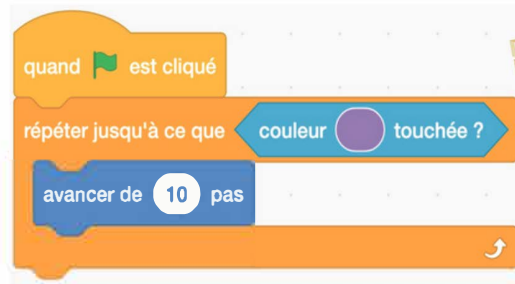 quand est cliqué
répéter jusqu'à ce que couleur touchée ?
avancer de 10 pas